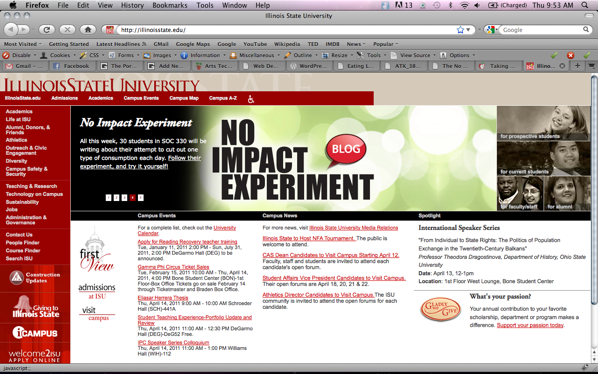 Firefox File Edit View History Bookmarks Tools Window Help
13
(Charged) Thu 9:53 AM
Illinois State University
http://illinoisstate.edu/
Google
Most Visited Getting Started Latest Headlines GMail Google Maps Google YouTube Wikipedia TED IMDB News Popular
Disable Cookies CSS Forms Images Information Miscellaneous Outline Resize Tools View Source Options
Gmail - Facebook The Por... Add Ne... Arts Tec... Web De... WordPre... Eating L... ATK_58... The No... Taking ... Illino...
ILLINOIS STATE UNIVERSITY
IllinoisState.edu Admissions Academics Campus Events Campus Map Campus A-Z
Academics
Life at ISU
Alumni, Donors, &
Friends
Athletics
Outreach & Civic
Engagement
Diversity
Campus Safety &
Security
Teaching & Research
Technology on Campus
Sustainability
Jobs
Administration &
Governance
Contact Us
People Finder
Course Finder
Search ISU
Construction
Updates
Giving to
Illinois State
iCAMPUS
welcome2isu
APPLY ONLINE
No Impact Experiment
All this week, 30 students in SOC 330 will be
writing about their attempt to cut out one
type of consumption each day. Follow their
experiment, and try it yourself!
1 2 3 4 5
NO
IMPACT
EXPERIMENT
BLOG
for prospective students
for current students
for faculty/staff
for alumni
first
View
admissions
at ISU
visit
campus
Campus Events
For a complete list, check out the University
Calendar.
Apply for Reading Recovery teacher training
Tue, January 11, 2011 2:00 PM - Sun, July 31,
2011, 2:00 PM DeGarmo Hall (DEG) to be
announced
Gamma Phi Circus Ticket Sales
Tue, February 15, 2011 10:00 AM - Thu, April
14, 2011, 4:00 PM Bone Student Center (BON)-1st
Floor-Box Office Tickets go on sale February 14
through Ticketmaster and Braden Box Office.
Eliasar Herrera Thesis
Thu, April 14, 2011 9:00 AM - 10:00 AM Schroeder
Hall (SCH)-441A
Student Teaching Experience-Portfolio Update and
Review
Thu, April 14, 2011 11:00 AM - 12:30 PM DeGarmo
Hall (DEG)-DeG52 Free.
IPC Speaker Series Colloquium
Thu, April 14, 2011 11:00 AM - 1:00 PM Williams
Hall (WIH)-112
Campus News
For more news, visit Illinois State University Media Relations
Illinois State to Host NFA Tournament. The public is
welcome to attend.
CAS Dean Candidates to Visit Campus Starting April 12.
Faculty, staff and students are invited to attend each
candidate's open forum.
Student Affairs Vice President Candidates to Visit Campus.
Their open forums are April 18, 20, 21 & 22.
Athletics Director Candidates to Visit Campus. The ISU
community is invited to attend the open forums for each
candidate.
Spotlight
International Speaker Series
"From Individual to State Rights: The Politics of Population
Exchange in the Twentieth-Century Balkans"
Professor Theodora Dragostinova, Department of History, Ohio State
University
Date: April 13, 12-1pm
Location: 1st Floor West Lounge, Bone Student Center
GLADLY
WE
GIVE
What's your passion?
Your annual contribution to your favorite
scholarship, department or program makes a
difference. Support your passion today.
javascript:;